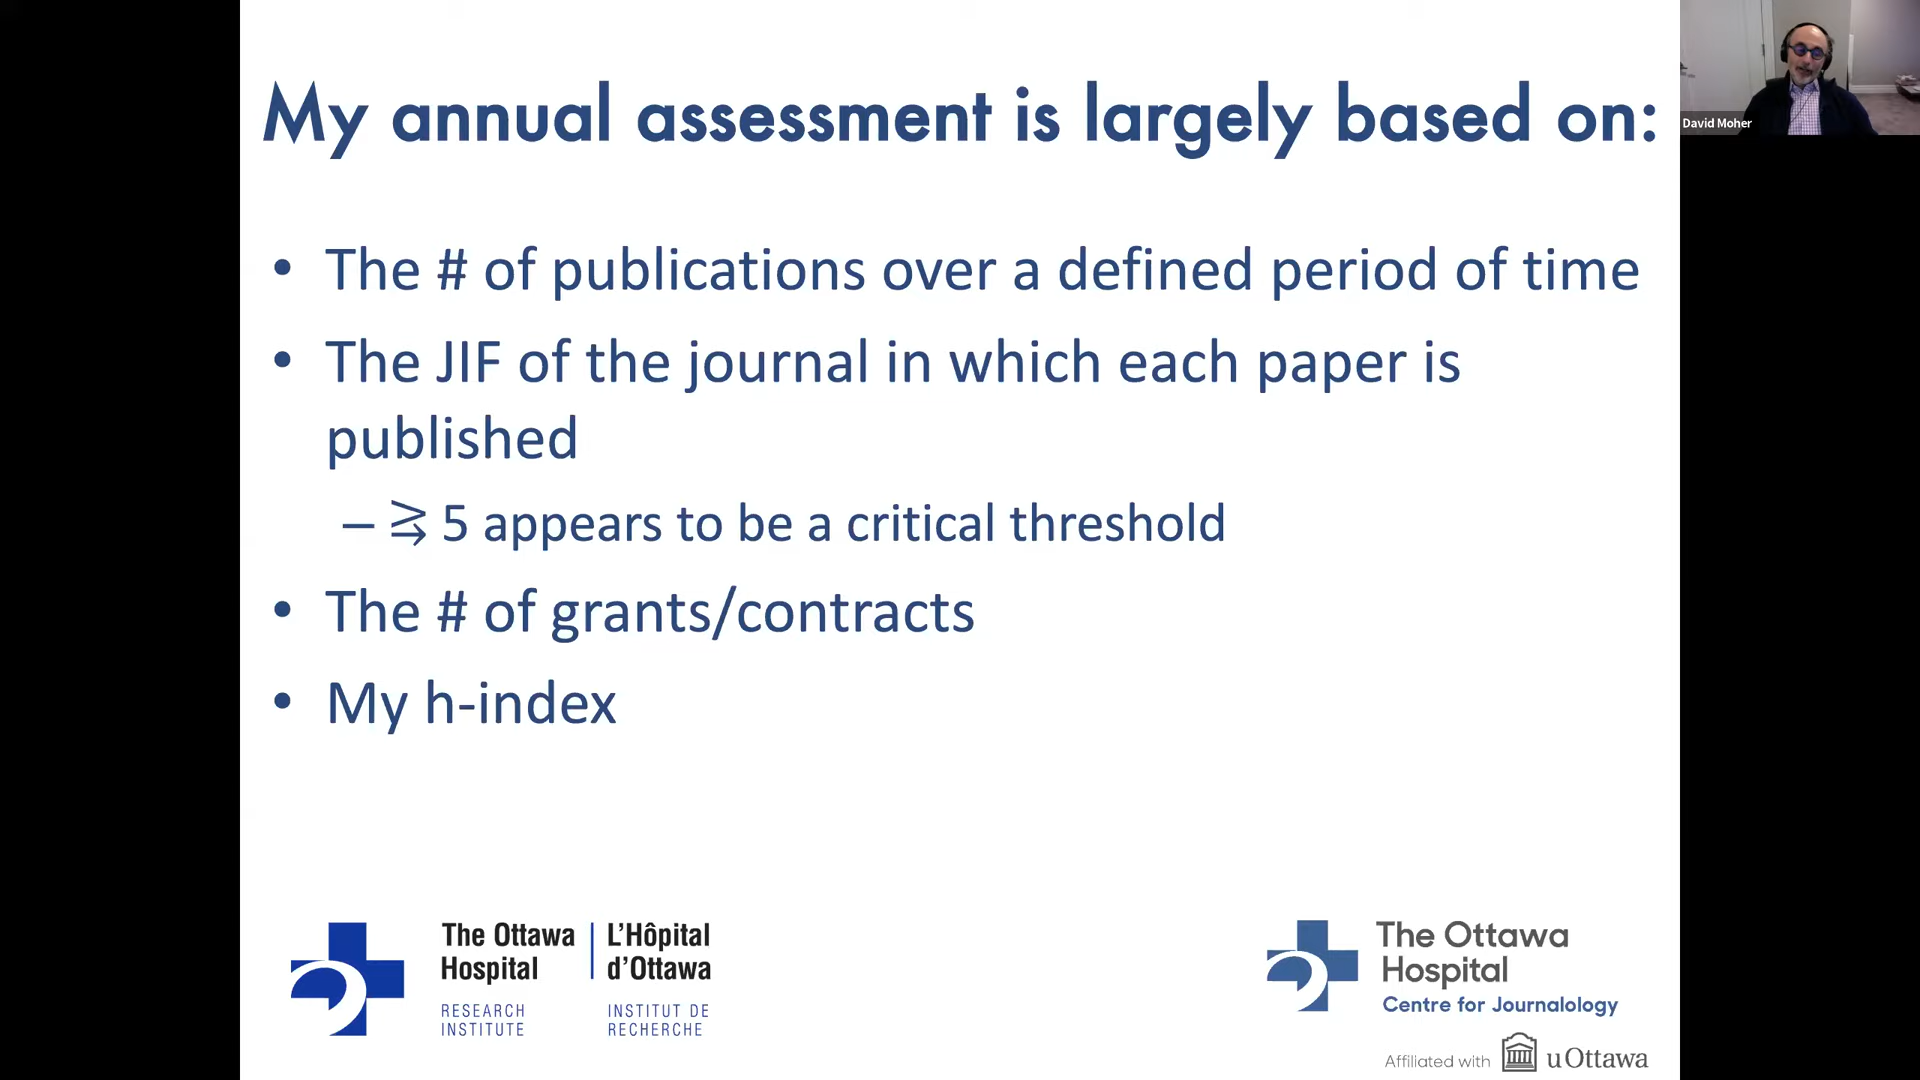 My annual assessment is largely based on:
David Moher
• The # of publications over a defined period of time
• The JIF of the journal in which each paper is
published
– ⪎ 5 appears to be a critical threshold
• The # of grants/contracts
• My h-index
The Ottawa
Hospital
RESEARCH
INSTITUTE
L'Hôpital
d'Ottawa
INSTITUT DE
RECHERCHE
The Ottawa
Hospital
Centre for Journalology
Affiliated with uOttawa